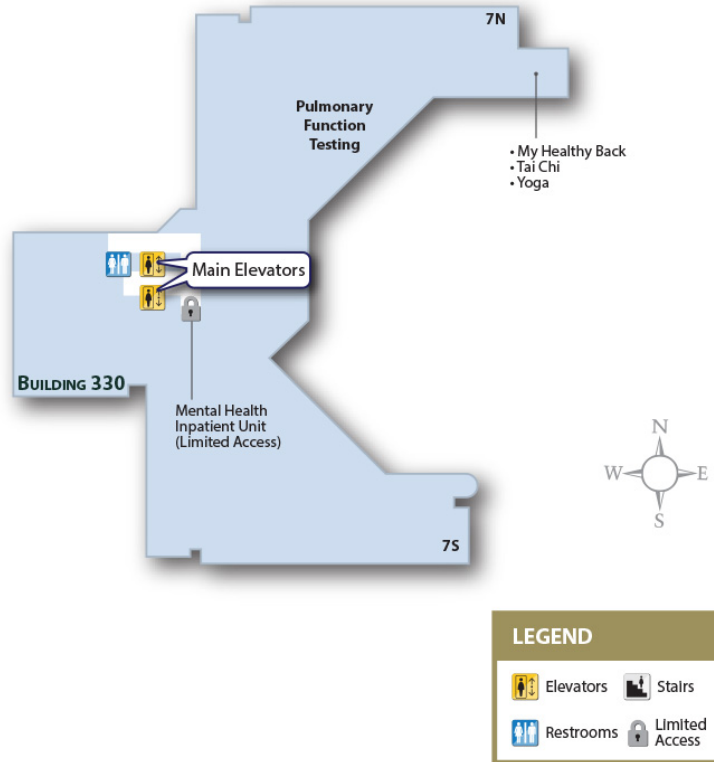 7N
Pulmonary
Function
Testing
• My Healthy Back
• Tai Chi
• Yoga
Main Elevators
BUILDING 330
Mental Health
Inpatient Unit
(Limited Access)
N
W
E
S
7S
LEGEND
Elevators
Stairs
Restrooms
Limited
Access